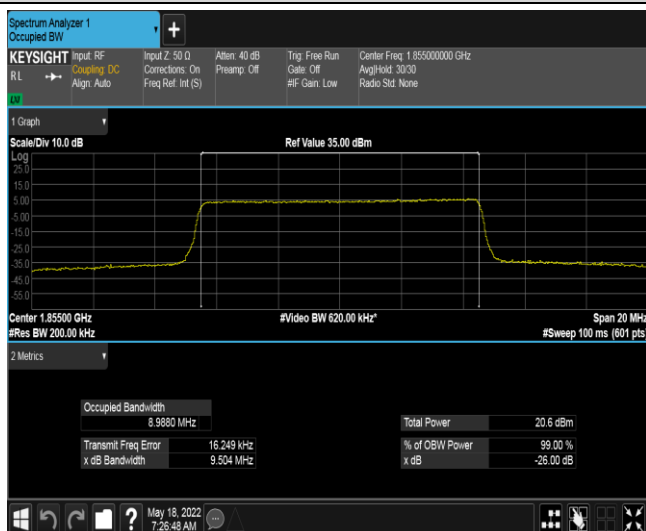 Spectrum Analyzer 1
Occupied BW
+
KEYSIGHT
RL
LNI
Input: RF
Coupling: DC
Align: Auto
Input Z: 50 Ω
Corrections: On
Freq Ref: Int (S)
Atten: 40 dB
Preamp: Off
Trig: Free Run
Gate: Off
#IF Gain: Low
Center Freq: 1.855000000 GHz
Avg|Hold: 30/30
Radio Std: None
1 Graph
Scale/Div 10.0 dB
Ref Value 35.00 dBm
Log
25.0
15.0
5.00
-5.00
-15.0
-25.0
-35.0
-45.0
-55.0
Center 1.85500 GHz
#Video BW 620.00 kHz*
Span 20 MHz
#Res BW 200.00 kHz
#Sweep 100 ms (601 pts)
2 Metrics
Occupied Bandwidth
8.9880 MHz
Total Power 20.6 dBm
Transmit Freq Error 16.249 kHz
% of OBW Power 99.00 %
x dB Bandwidth 9.504 MHz
x dB -26.00 dB
?
May 18, 2022
7:26:48 AM